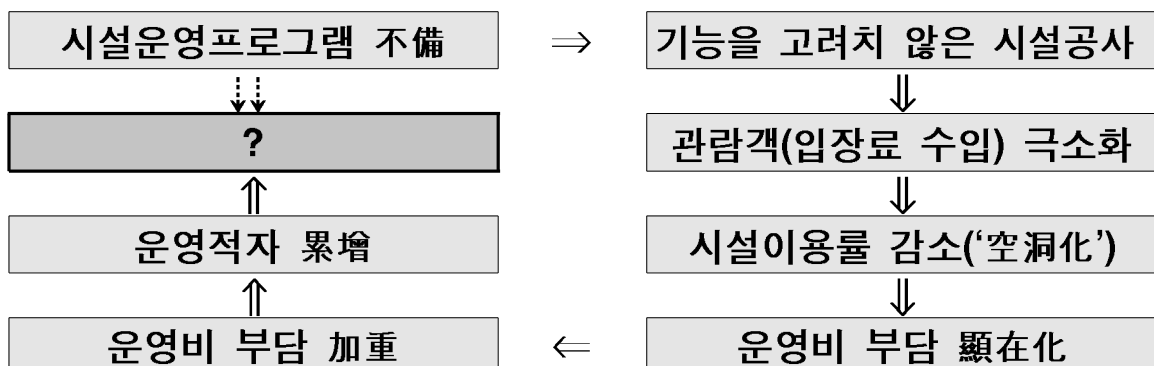 시설운영프로그램 不備 ⇒ 기능을 고려치 않은 시설공사
? 관람객(입장료 수입) 극소화
운영적자 累增 시설이용률 감소(‘空洞化’)
운영비 부담 加重 ⇐ 운영비 부담 顯在化